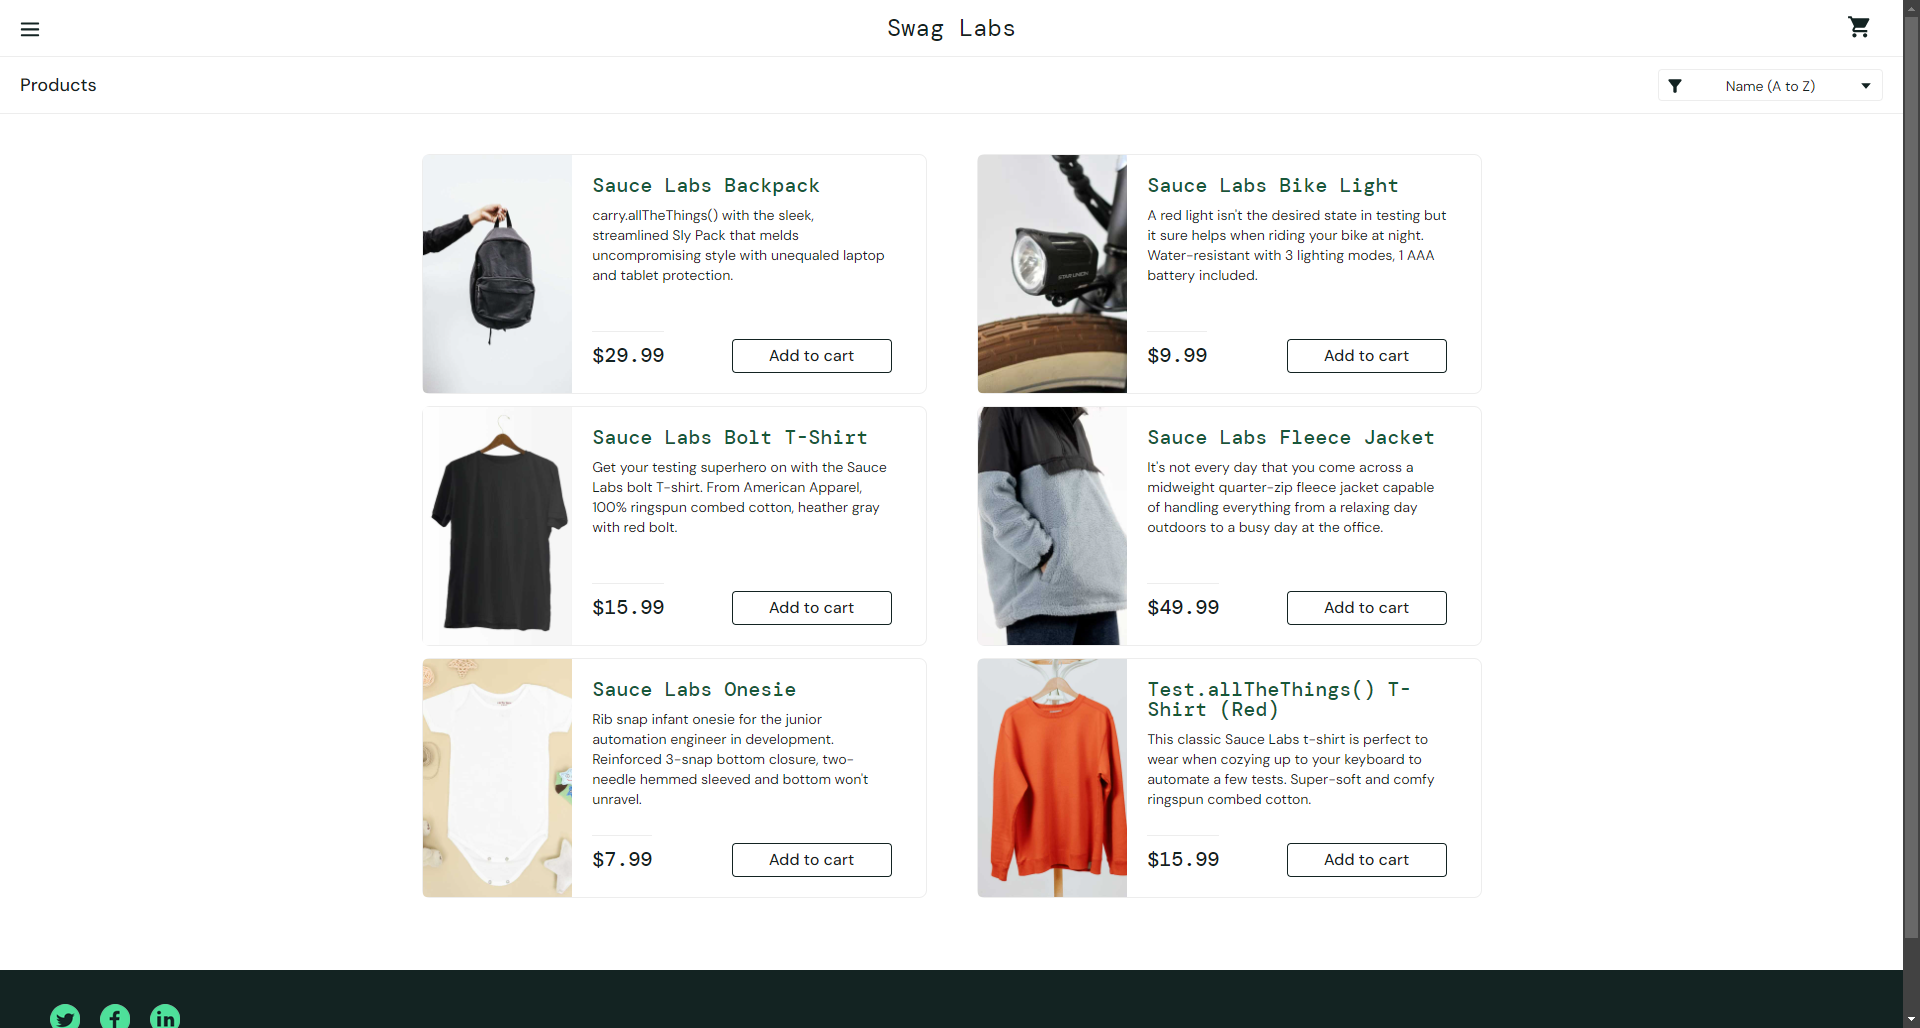 Swag Labs
Products
Name (A to Z)
Sauce Labs Backpack
carry.allTheThings() with the sleek,
streamlined Sly Pack that melds
uncompromising style with unequaled laptop
and tablet protection.
$29.99
Add to cart
Sauce Labs Bike Light
A red light isn't the desired state in testing but
it sure helps when riding your bike at night.
Water-resistant with 3 lighting modes, 1 AAA
battery included.
STAR UNION
$9.99
Add to cart
Sauce Labs Bolt T-Shirt
Get your testing superhero on with the Sauce
Labs bolt T-shirt. From American Apparel,
100% ringspun combed cotton, heather gray
with red bolt.
$15.99
Add to cart
Sauce Labs Fleece Jacket
It's not every day that you come across a
midweight quarter-zip fleece jacket capable
of handling everything from a relaxing day
outdoors to a busy day at the office.
$49.99
Add to cart
Sauce Labs Onesie
Rib snap infant onesie for the junior
automation engineer in development.
Reinforced 3-snap bottom closure, two-
needle hemmed sleeved and bottom won't
unravel.
$7.99
Add to cart
Test.allTheThings() T-
Shirt (Red)
This classic Sauce Labs t-shirt is perfect to
wear when cozying up to your keyboard to
automate a few tests. Super-soft and comfy
ringspun combed cotton.
$15.99
Add to cart